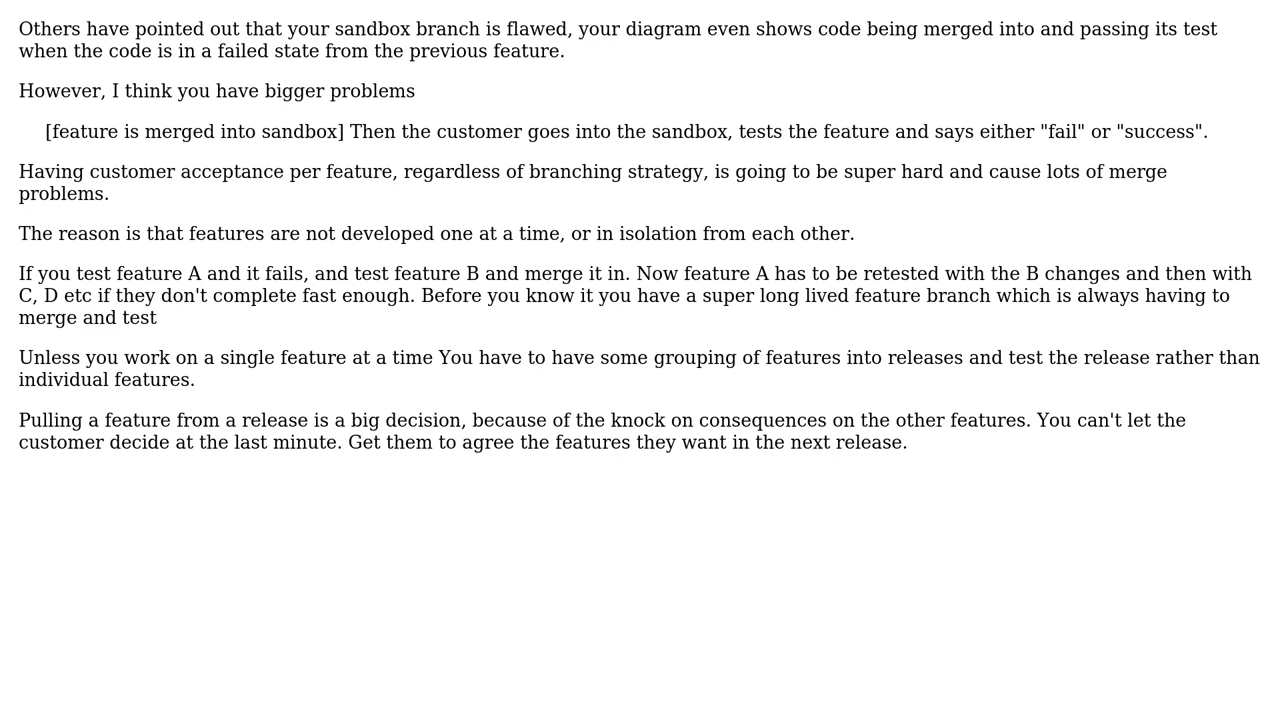 Others have pointed out that your sandbox branch is flawed, your diagram even shows code being merged into and passing its test
when the code is in a failed state from the previous feature.
However, I think you have bigger problems
[feature is merged into sandbox] Then the customer goes into the sandbox, tests the feature and says either "fail" or "success".
Having customer acceptance per feature, regardless of branching strategy, is going to be super hard and cause lots of merge
problems.
The reason is that features are not developed one at a time, or in isolation from each other.
If you test feature A and it fails, and test feature B and merge it in. Now feature A has to be retested with the B changes and then with
C, D etc if they don't complete fast enough. Before you know it you have a super long lived feature branch which is always having to
merge and test
Unless you work on a single feature at a time You have to have some grouping of features into releases and test the release rather than
individual features.
Pulling a feature from a release is a big decision, because of the knock on consequences on the other features. You can't let the
customer decide at the last minute. Get them to agree the features they want in the next release.